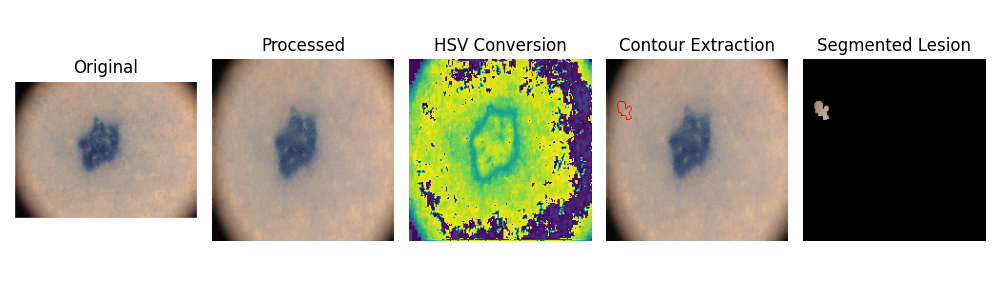 Original
Processed
HSV Conversion
Contour Extraction
Segmented Lesion